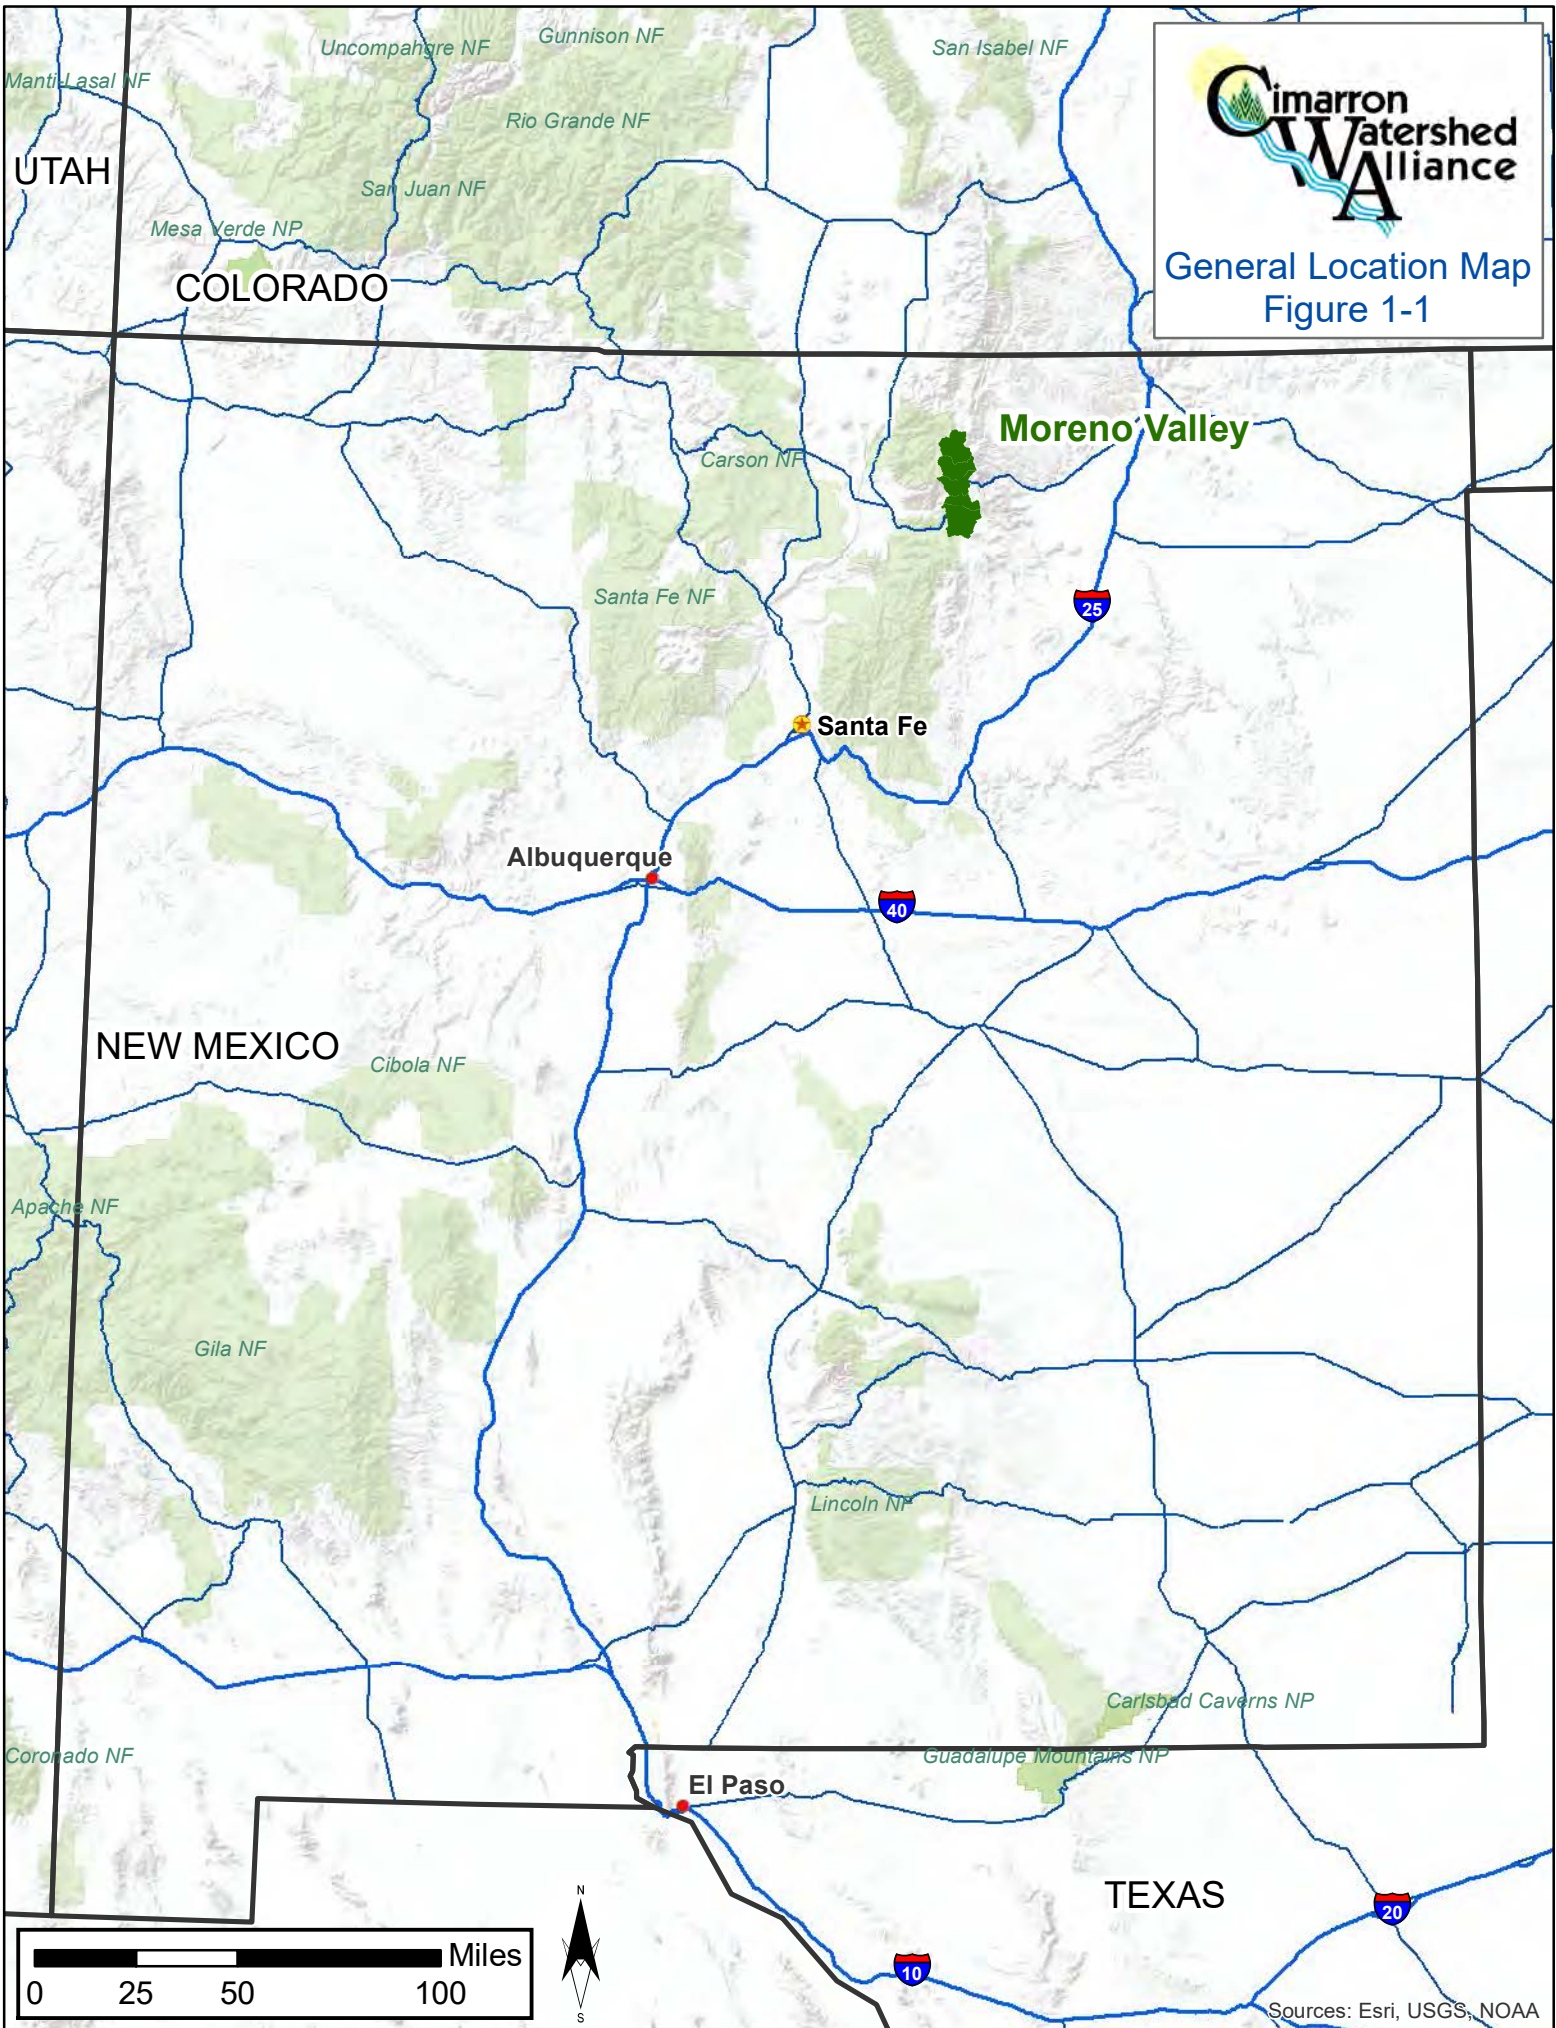 Uncompahgre NF
Gunnison NF
San Isabel NF
Manti-Lasal NF
Rio Grande NF
UTAH
San Juan NF
Mesa Verde NP
COLORADO
Cimarron
Watershed
Alliance
General Location Map
Figure 1-1
Moreno Valley
Carson NF
Santa Fe NF
25
Santa Fe
Albuquerque
40
NEW MEXICO
Cibola NF
Apache NF
Gila NF
Lincoln NF
Carlsbad Caverns NP
Coronado NF
Guadalupe Mountains NP
El Paso
TEXAS
20
10
N
S
Miles
0 25 50 100
Sources: Esri, USGS, NOAA